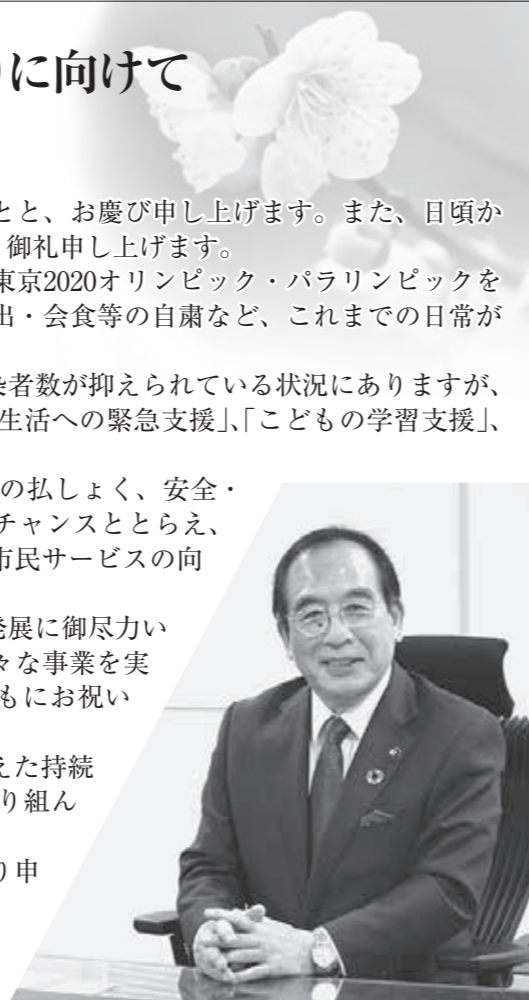 に向けて
とと、お慶び申し上げます。また、日頃か
御礼申し上げます。
東京2020オリンピック・パラリンピックを
出・会食等の自粛など、これまでの日常が
者数が抑えられている状況にありますが、
生活への緊急支援」、「こどもの学習支援」、
の払しょく、安全・
チャンスととらえ、
市民サービスの向
発展に御尽力い
々な事業を実
もにお祝い
えた持続
り組ん
り申